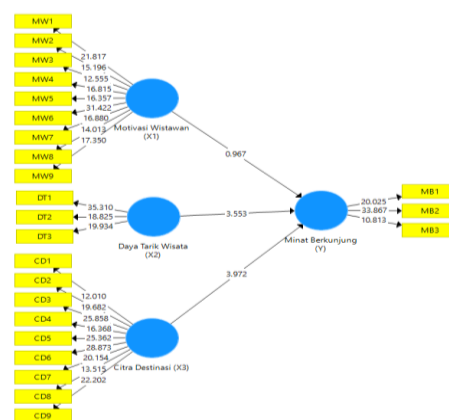 MW1
MW2
MW3
MW4
MW5
MW6
MW7
MW8
MW9
21.817
15.196
12.555
16.815
16.357
31.422
16.880
14.013
17.350
Motivasi Wistawan
(X1)
0.967
DT1
DT2
DT3
35.310
18.825
19.934
Daya Tarik Wisata
(X2)
3.553
MB1
MB2
MB3
20.025
33.867
10.813
Minat Berkunjung
(Y)
3.972
CD1
CD2
CD3
CD4
CD5
CD6
CD7
CD8
CD9
12.010
19.682
25.858
16.368
25.362
28.873
20.154
13.515
22.202
Citra Destinasi (X3)